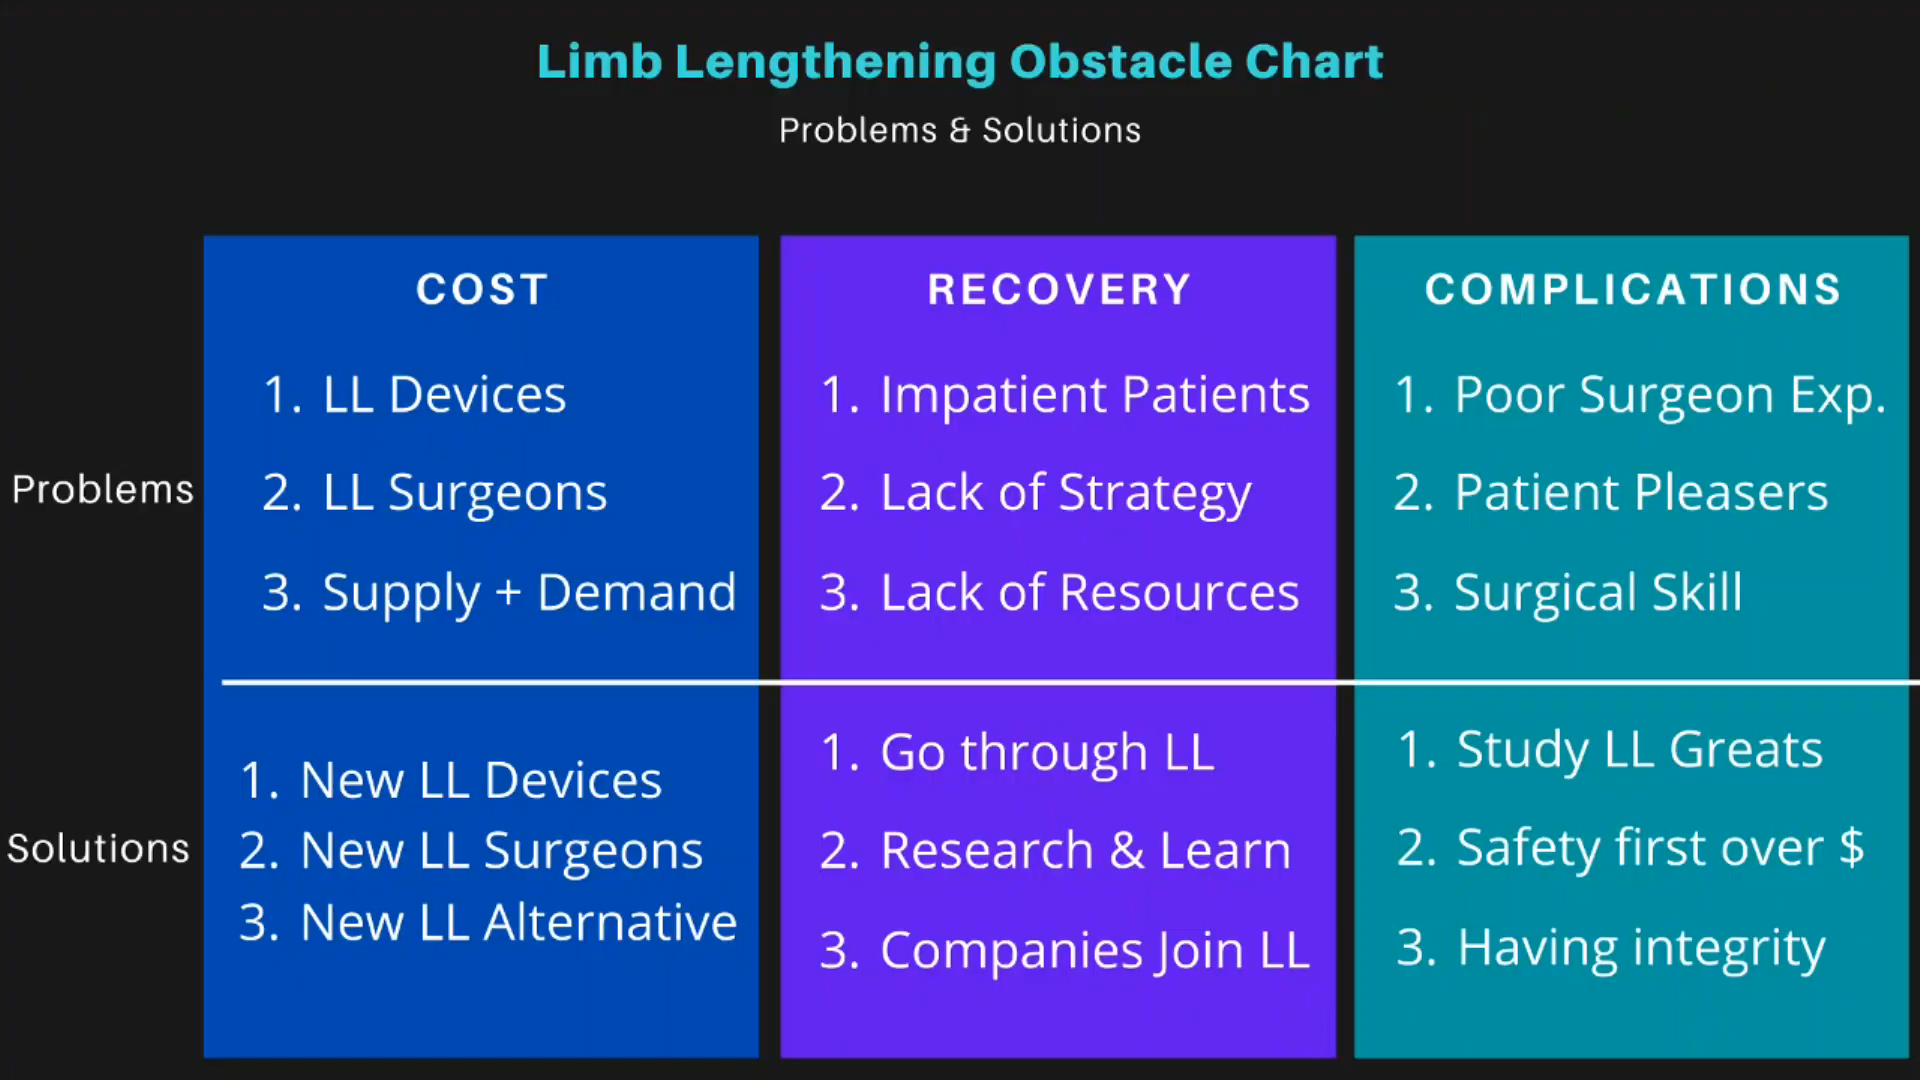 Limb Lengthening Obstacle Chart
Problems & Solutions
COST
1. LL Devices
2. LL Surgeons
3. Supply + Demand
RECOVERY
1. Impatient Patients
2. Lack of Strategy
3. Lack of Resources
COMPLICATIONS
1. Poor Surgeon Exp.
2. Patient Pleasers
3. Surgical Skill
Problems
Solutions
1. New LL Devices
2. New LL Surgeons
3. New LL Alternative
1. Go through LL
2. Research & Learn
3. Companies Join LL
1. Study LL Greats
2. Safety first over $
3. Having integrity